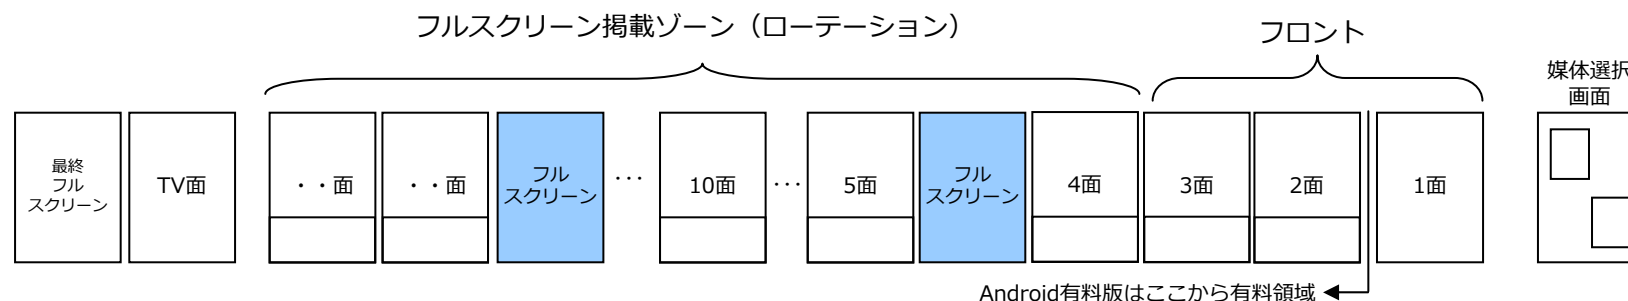 フルスクリーン掲載ゾーン（ローテーション）
フロント
媒体選択
画面
最終
フル
スクリーン
TV面
・・面
・・面
フル
スクリーン
･･･
10面
･･･
5面
フル
スクリーン
4面
3面
2面
1面
Android有料版はここから有料領域